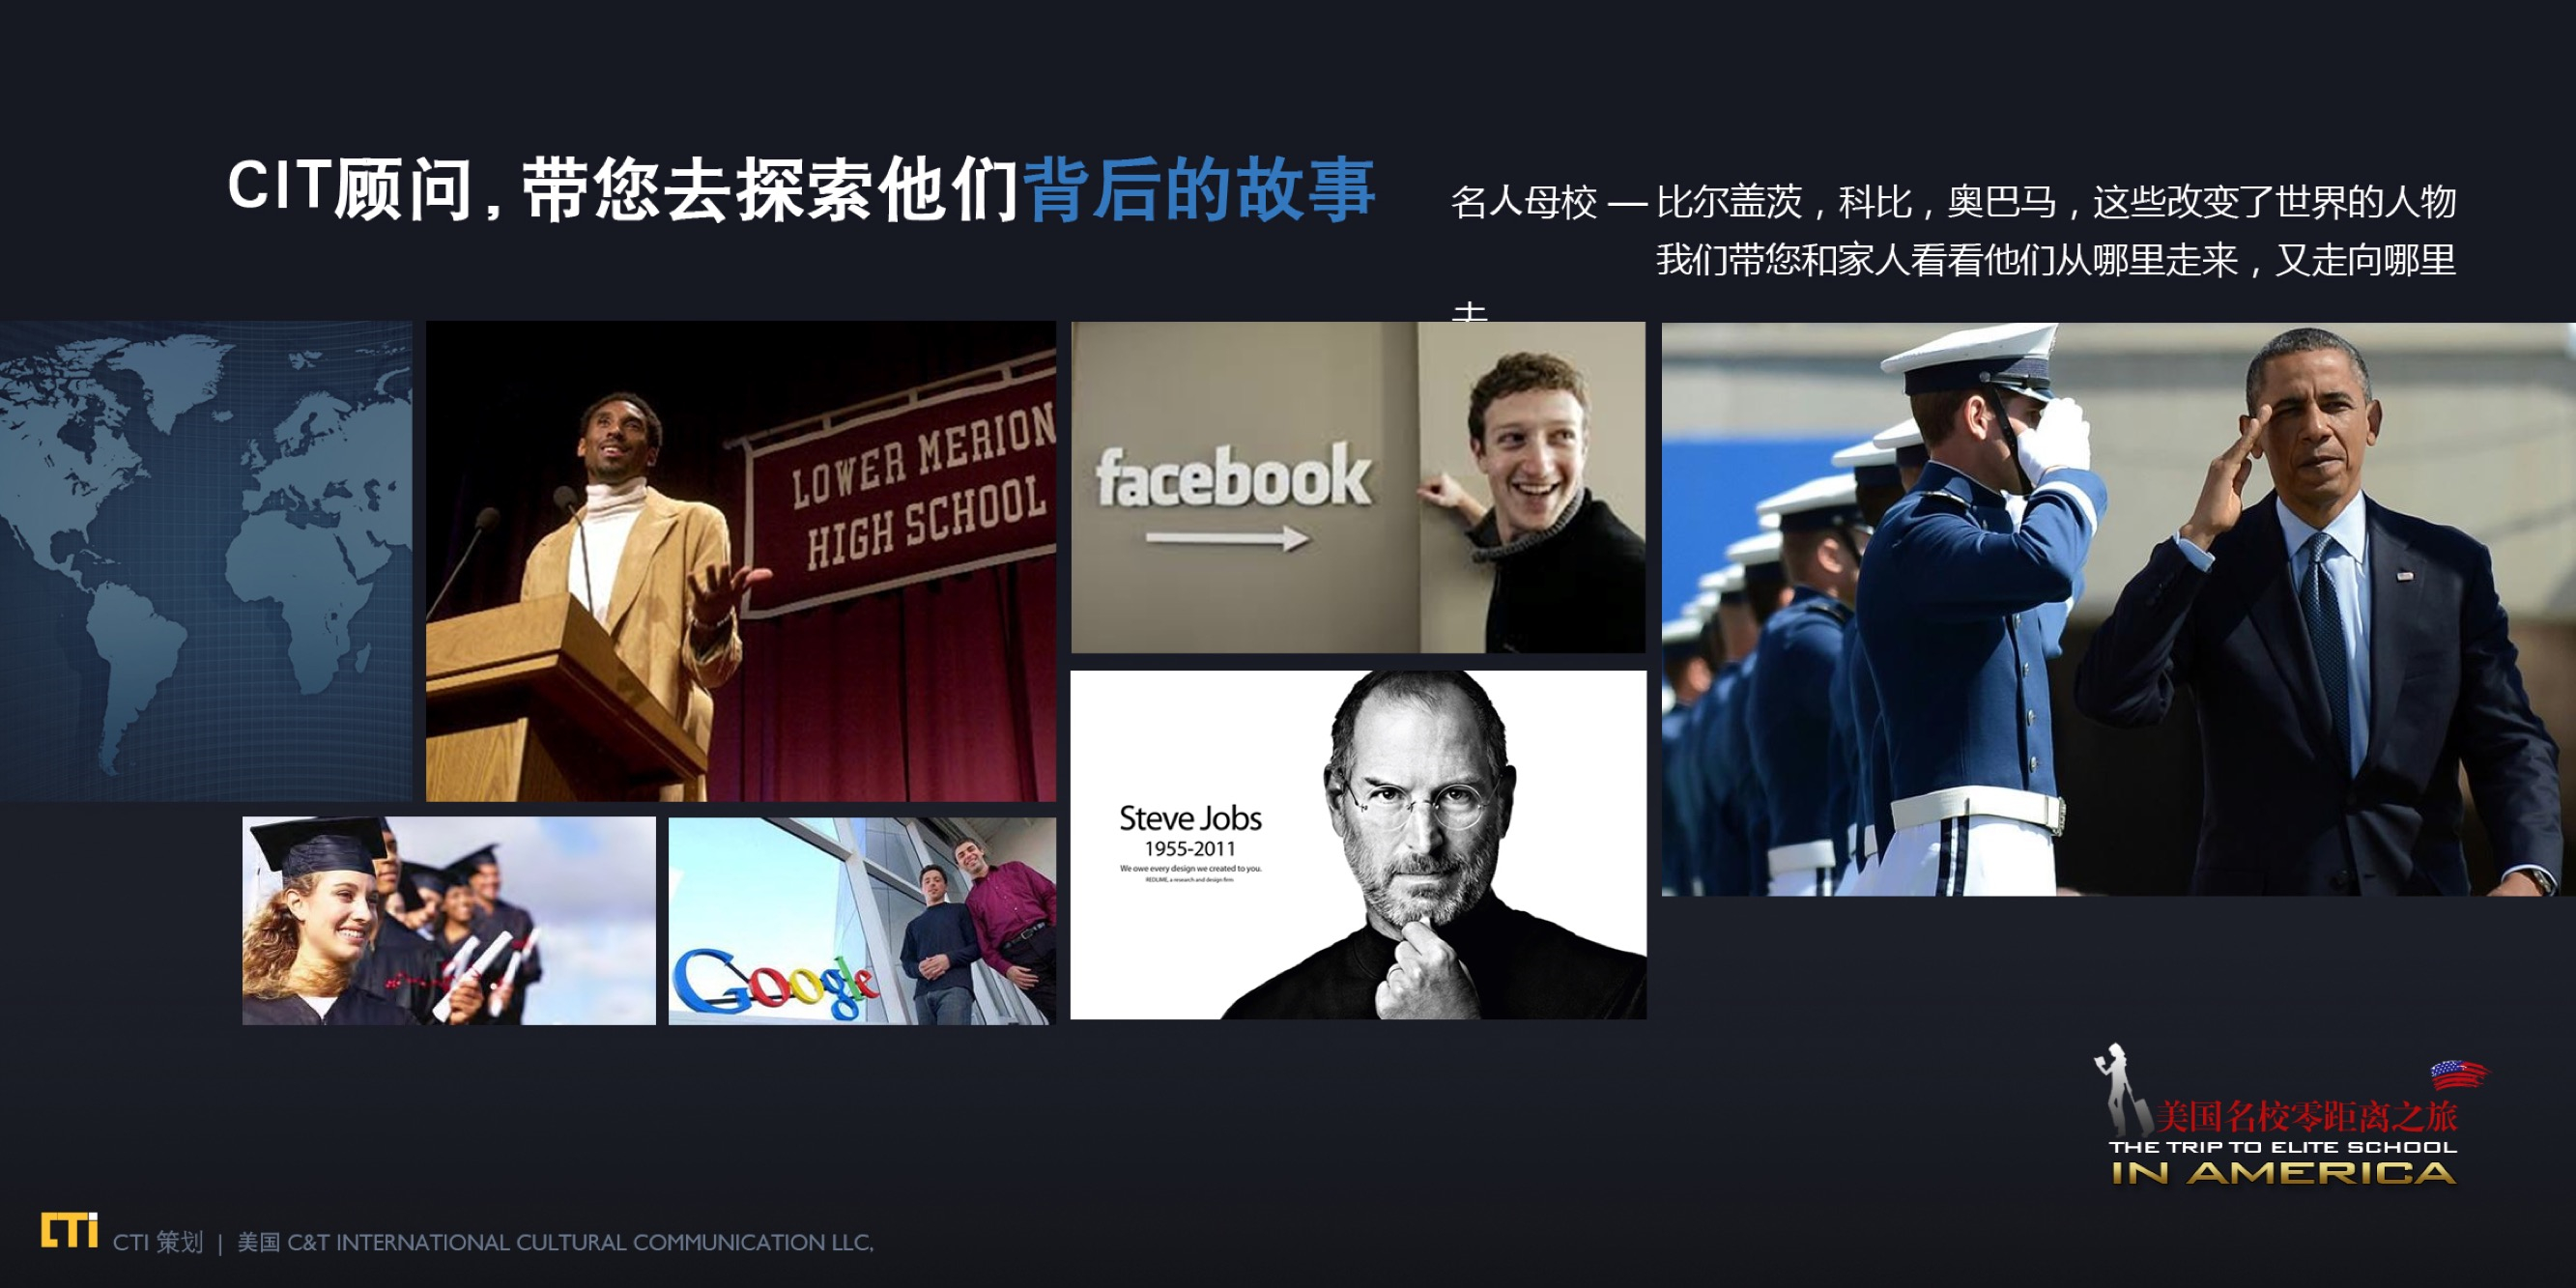 CIT顾问，带您去探索他们背后的故事
名人母校 — 比尔盖茨，科比，奥巴马，这些改变了世界的人物
我们带您和家人看看他们从哪里走来，又走向哪里
去
LOWER MERION
HIGH SCHOOL
facebook
Steve Jobs
1955-2011
We owe every design we created to you.
Google
美国名校零距离之旅
THE TRIP TO ELITE SCHOOL
IN AMERICA
CTi CTI 策划 | 美国 C&T INTERNATIONAL CULTURAL COMMUNICATION LLC,